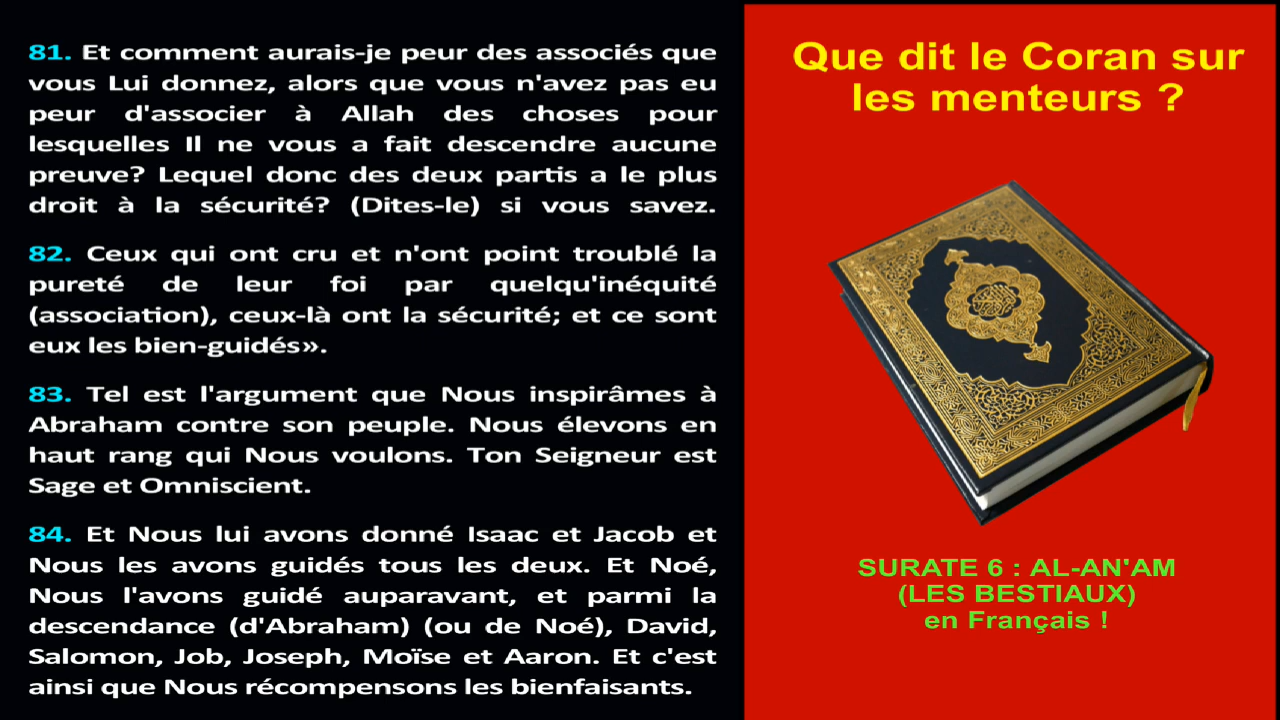 81. Et comment aurais-je peur des associés que
vous Lui donnez, alors que vous n'avez pas eu
peur d'associer à Allah des choses pour
lesquelles Il ne vous a fait descendre aucune
preuve? Lequel donc des deux partis a le plus
droit à la sécurité? (Dites-le) si vous savez.
82. Ceux qui ont cru et n'ont point troublé la
pureté de leur foi par quelqu'inéquité
(association), ceux-là ont la sécurité; et ce sont
eux les bien-guidés».
83. Tel est l'argument que Nous inspirâmes à
Abraham contre son peuple. Nous élevons en
haut rang qui Nous voulons. Ton Seigneur est
Sage et Omniscient.
84. Et Nous lui avons donné Isaac et Jacob et
Nous les avons guidés tous les deux. Et Noé,
Nous l'avons guidé auparavant, et parmi la
descendance (d'Abraham) (ou de Noé), David,
Salomon, Job, Joseph, Moïse et Aaron. Et c'est
ainsi que Nous récompensons les bienfaisants.
Que dit le Coran sur
les menteurs ?
SURATE 6 : AL-AN'AM
(LES BESTIAUX)
en Français !